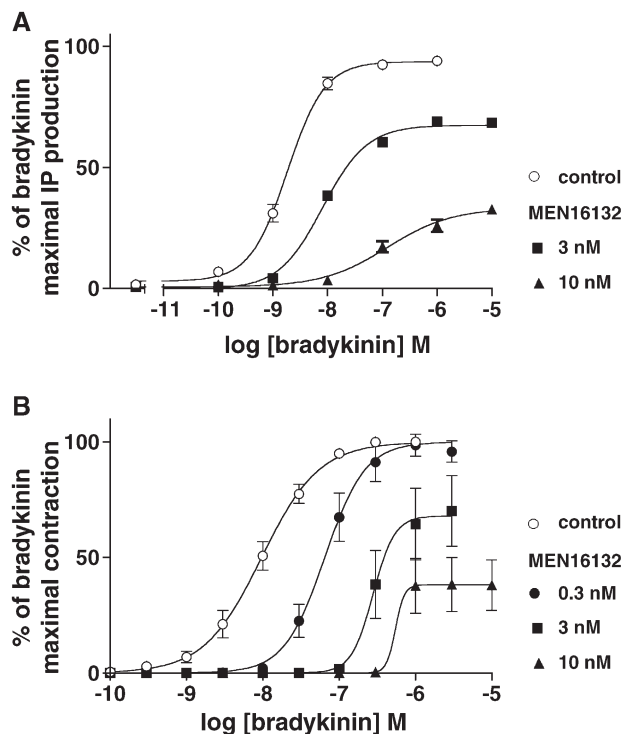 A
% of bradykinin
maximal IP production
100
50
0
-11 -10 -9 -8 -7 -6 -5
log [bradykinin] M
control
MEN16132
3 nM
10 nM
B
% of bradykinin
maximal contraction
100
50
0
-10 -9 -8 -7 -6 -5
log [bradykinin] M
control
MEN16132
0.3 nM
3 nM
10 nM